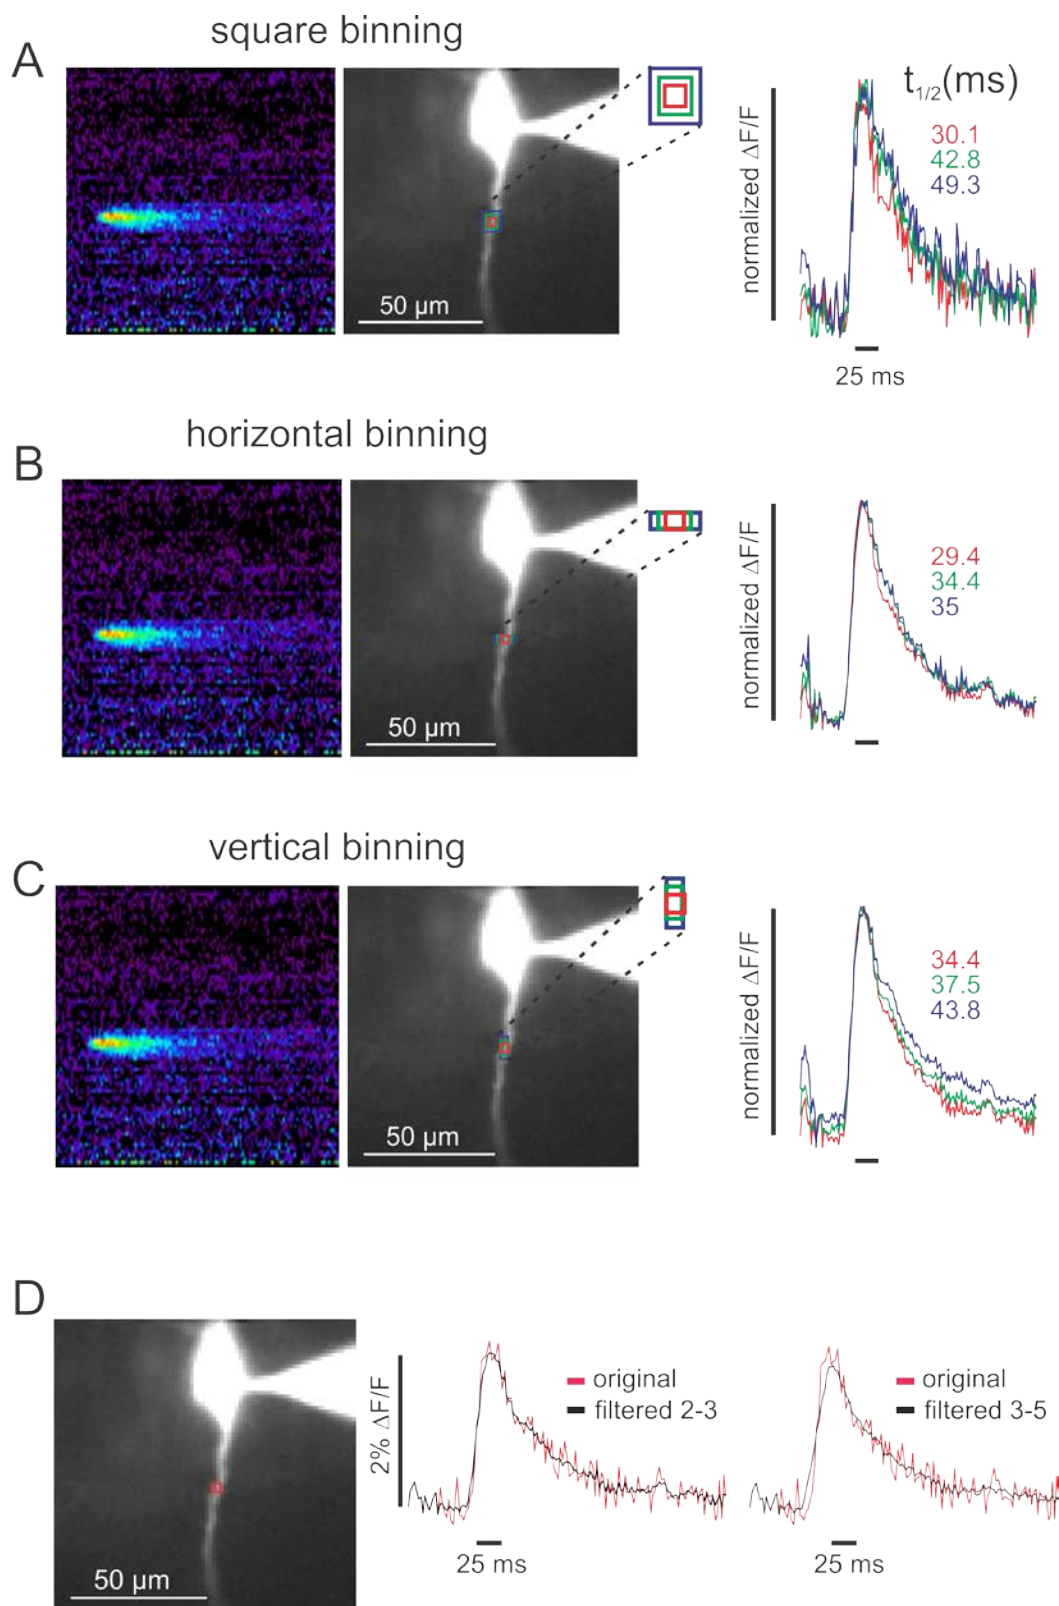 square binning
A
t1/2(ms)
30.1
42.8
49.3
normalized ΔF/F
50 µm
25 ms
horizontal binning
B
29.4
34.4
35
normalized ΔF/F
50 µm
vertical binning
C
34.4
37.5
43.8
normalized ΔF/F
50 µm
D
2% ΔF/F
original
filtered 2-3
original
filtered 3-5
50 µm
25 ms
25 ms